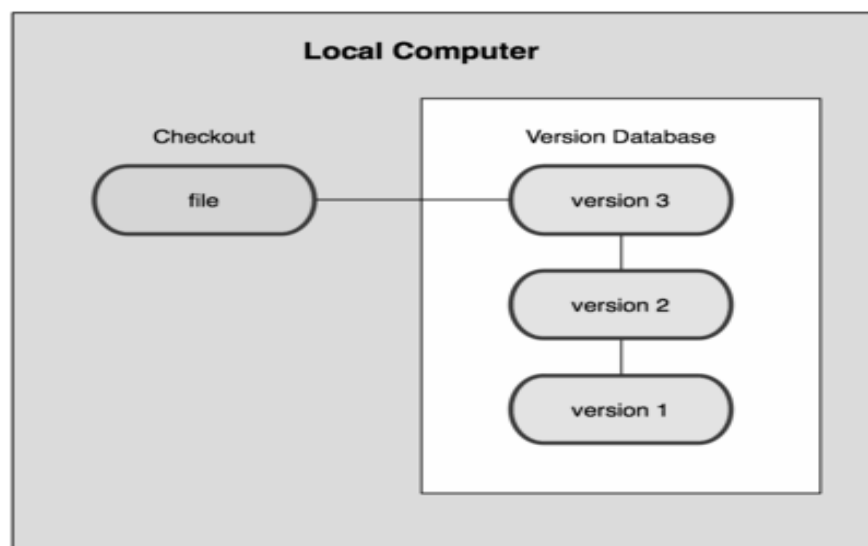 Local Computer
Checkout
Version Database
file
version 3
version 2
version 1